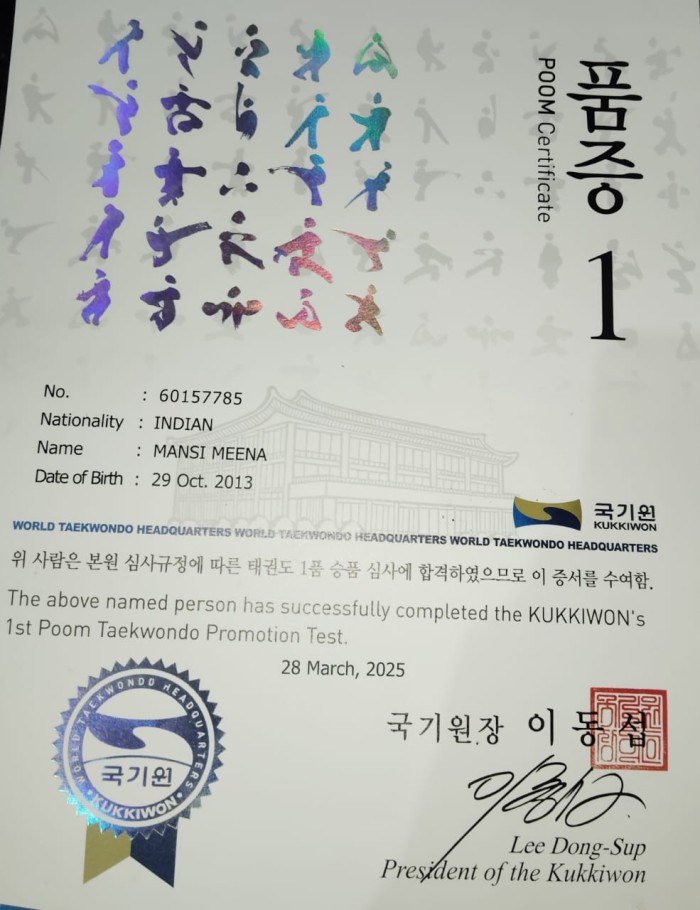 품증
POOM Certificate
1
No. : 60157785
Nationality : INDIAN
Name : MANSI MEENA
Date of Birth : 29 Oct. 2013
국기원
KUKKIWON
WORLD TAEKWONDO HEADQUARTERS WORLD TAEKWONDO HEADQUARTERS WORLD TAEKWONDO HEADQUARTERS
위 사람은 본원 심사규정에 따른 태권도 1품 승품 심사에 합격하였으므로 이 증서를 수여함.
The above named person has successfully completed the KUKKIWON's
1st Poom Taekwondo Promotion Test.
28 March, 2025
WORLD TAEKWONDO HEADQUARTERS
국기원
KUKKIWON
국기원장 이동섭
Lee Dong-Sup
President of the Kukkiwon